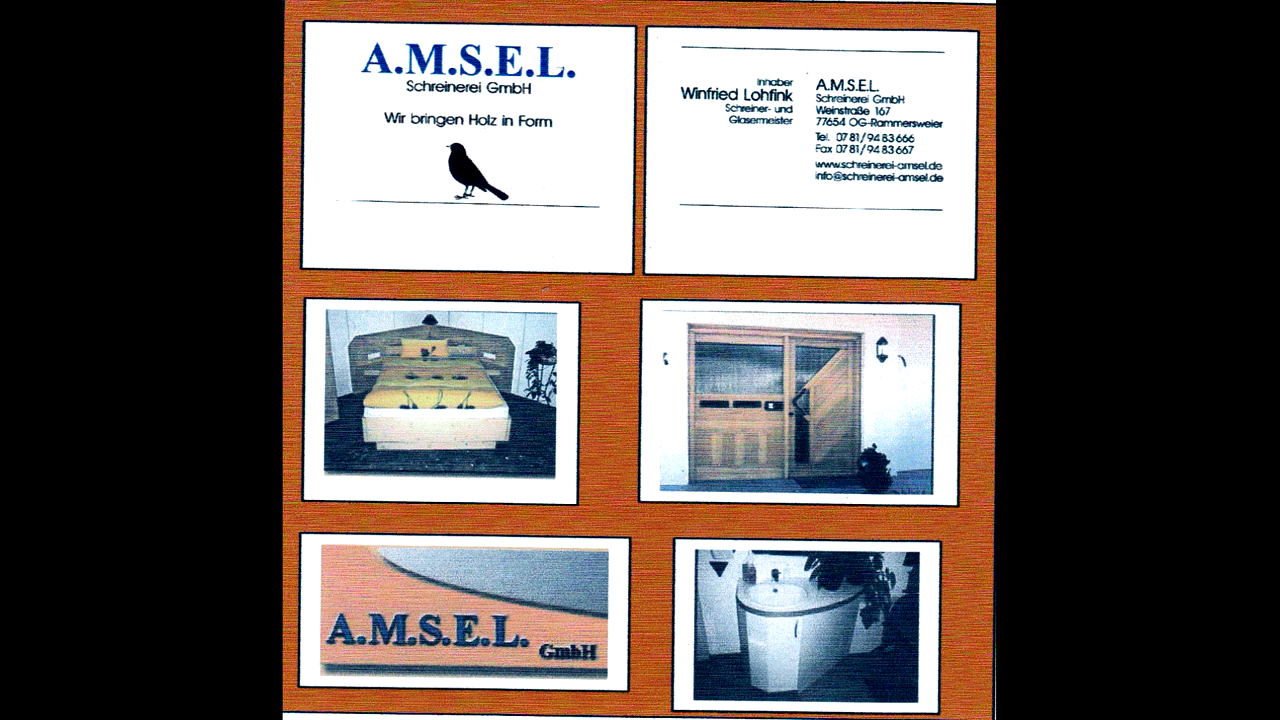 A.M.S.E.L.
Schreinerei GmbH
Wir bringen Holz in Form
Inhaber
Winfried Lohfink
Schreiner- und
Glasermeister
A.M.S.E.L.
Schreinerei GmbH
Weinstraße 167
77654 OG-Rammersweier
Tel. 07 81 / 94 83 666
Fax 07 81 / 94 83 667
www.schreinerei-amsel.de
info@schreinerei-amsel.de
A.M.S.E.L.
GmbH